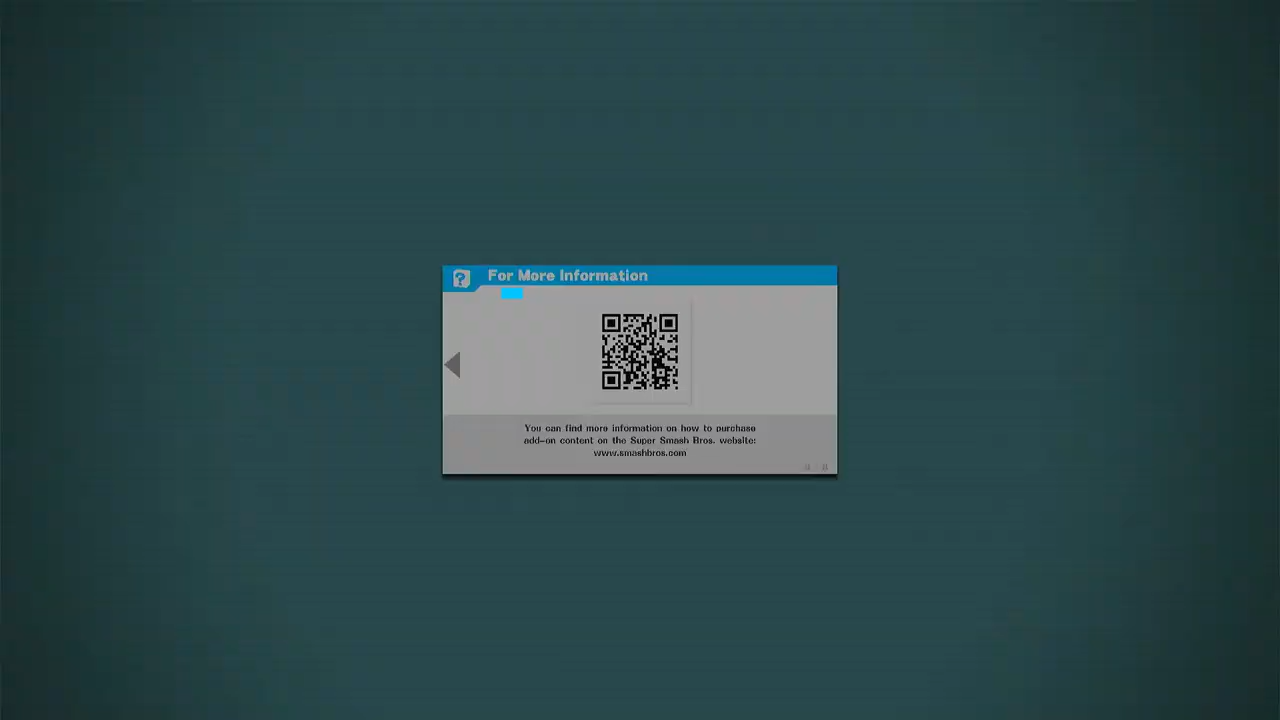 For More Information
You can find more information on how to purchase
add-on content on the Super Smash Bros. website:
www.smashbros.com